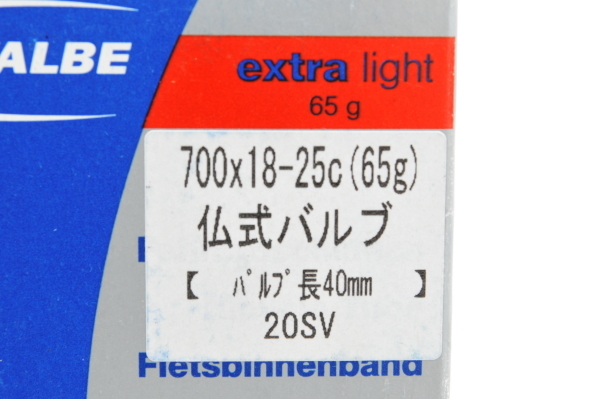 ALBE
extra light
65 g
700x18-25c(65g)
仏式バルブ
【 ﾊﾞﾙﾌﾞ長40mm 】
20SV
Fietsbinnenband